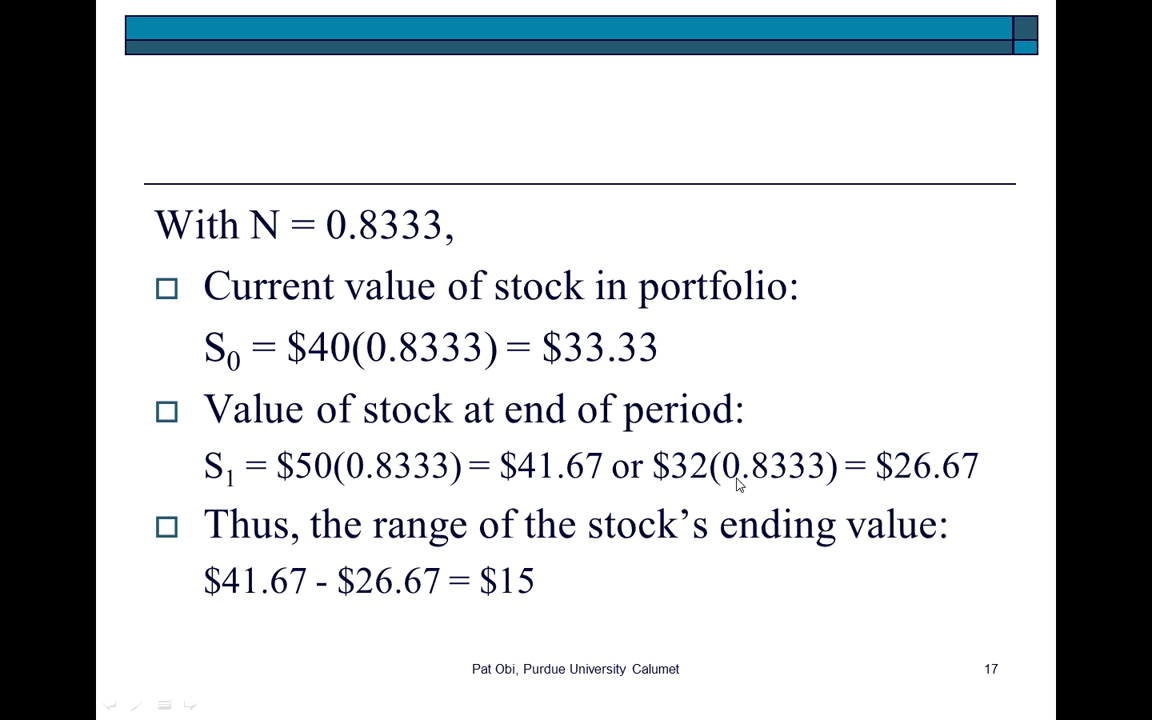 With N = 0.8333,
Current value of stock in portfolio:
S₀ = $40(0.8333) = $33.33
Value of stock at end of period:
S₁ = $50(0.8333) = $41.67 or $32(0.8333) = $26.67
Thus, the range of the stock’s ending value:
$41.67 - $26.67 = $15
Pat Obi, Purdue University Calumet
17